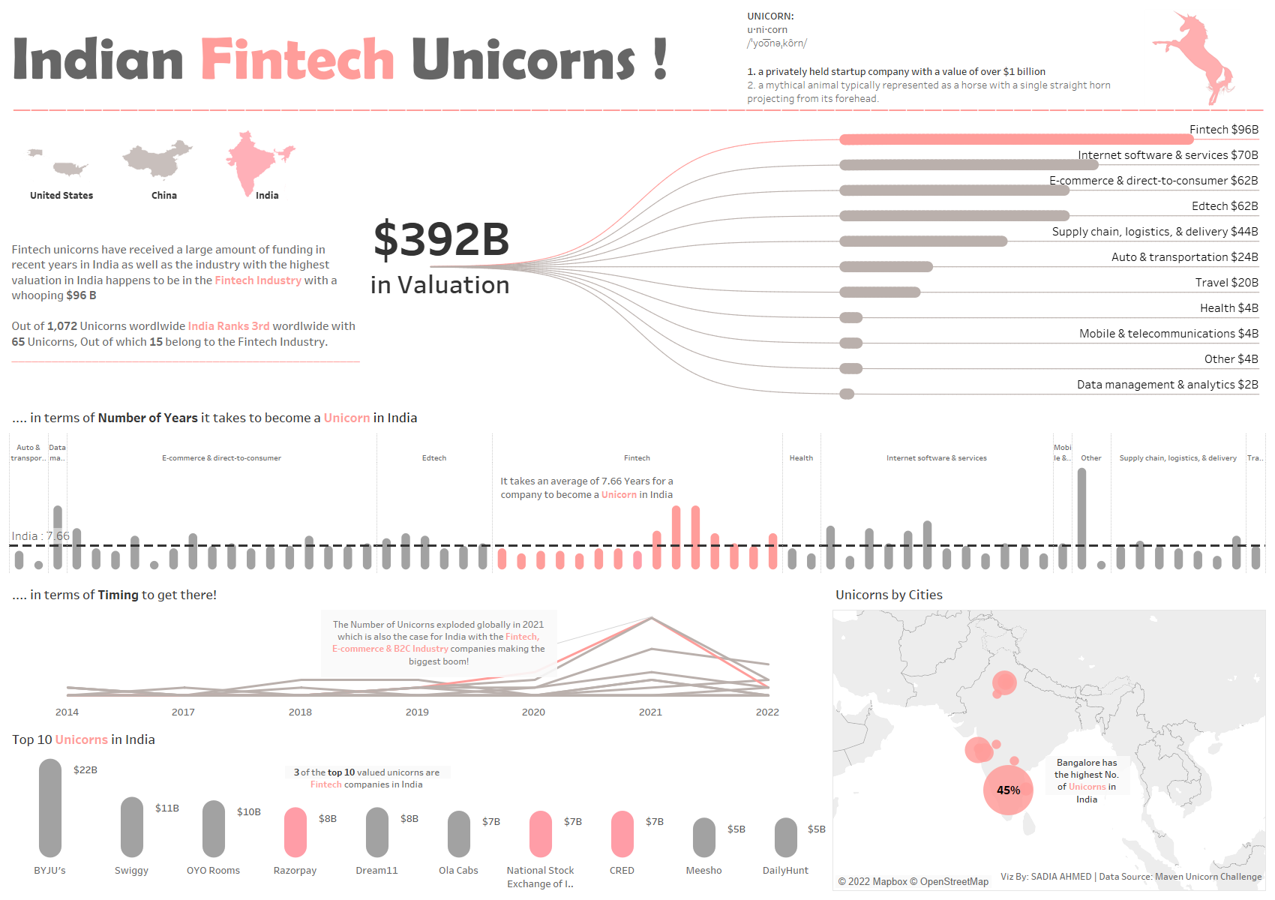 Indian Fintech Unicorns !
UNICORN:
u·ni·corn
/ˈyo͞onəˌkôrn/
1. a privately held startup company with a value of over $1 billion
2. a mythical animal typically represented as a horse with a single straight horn
projecting from its forehead.
United States
China
India
Fintech unicorns have received a large amount of funding in
recent years in India as well as the industry with the highest
valuation in India happens to be in the Fintech Industry with a
whooping $96 B
Out of 1,072 Unicorns wordlwide India Ranks 3rd wordlwide with
65 Unicorns, Out of which 15 belong to the Fintech Industry.
$392B
in Valuation
Fintech $96B
Internet software & services $70B
E-commerce & direct-to-consumer $62B
Edtech $62B
Supply chain, logistics, & delivery $44B
Auto & transportation $24B
Travel $20B
Health $4B
Mobile & telecommunications $4B
Other $4B
Data management & analytics $2B
.... in terms of Number of Years it takes to become a Unicorn in India
Auto &
transpor..
Data
ma..
E-commerce & direct-to-consumer
Edtech
Fintech
Health
Internet software & services
Mobi
le &..
Other
Supply chain, logistics, & delivery
Tra..
It takes an average of 7.66 Years for a
company to become a Unicorn in India
India : 7.66
.... in terms of Timing to get there!
The Number of Unicorns exploded globally in 2021
which is also the case for India with the Fintech,
E-commerce & B2C Industry companies making the
biggest boom!
2014
2017
2018
2019
2020
2021
2022
Top 10 Unicorns in India
3 of the top 10 valued unicorns are
Fintech companies in India
$22B
$11B
$10B
$8B
$8B
$7B
$7B
$7B
$5B
$5B
BYJU's
Swiggy
OYO Rooms
Razorpay
Dream11
Ola Cabs
National Stock
Exchange of I..
CRED
Meesho
DailyHunt
Unicorns by Cities
45%
Bangalore has
the highest No.
of Unicorns in
India
© 2022 Mapbox © OpenStreetMap
Viz By: SADIA AHMED | Data Source: Maven Unicorn Challenge